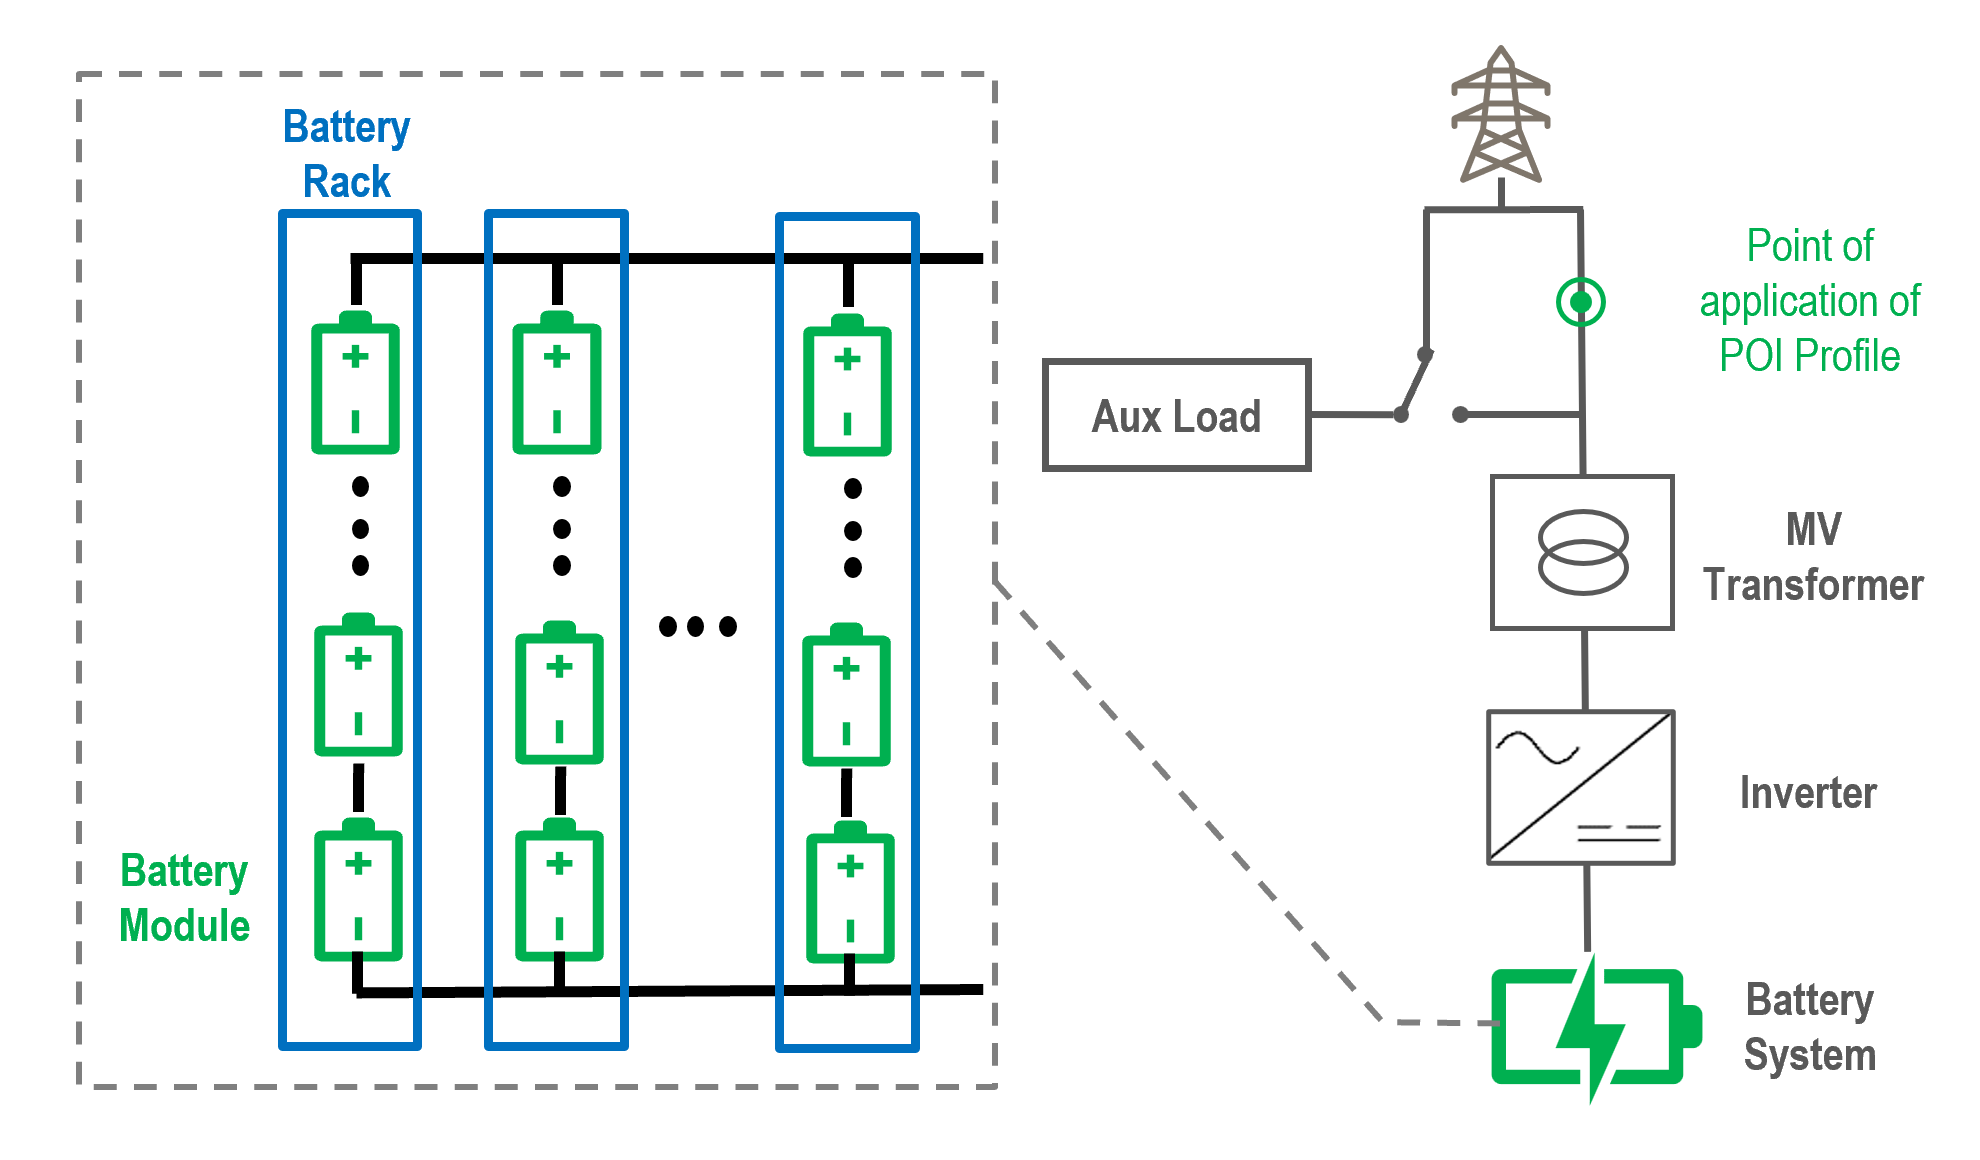 Battery
Rack
Battery
Module
Point of
application of
POI Profile
Aux Load
MV
Transformer
Inverter
Battery
System